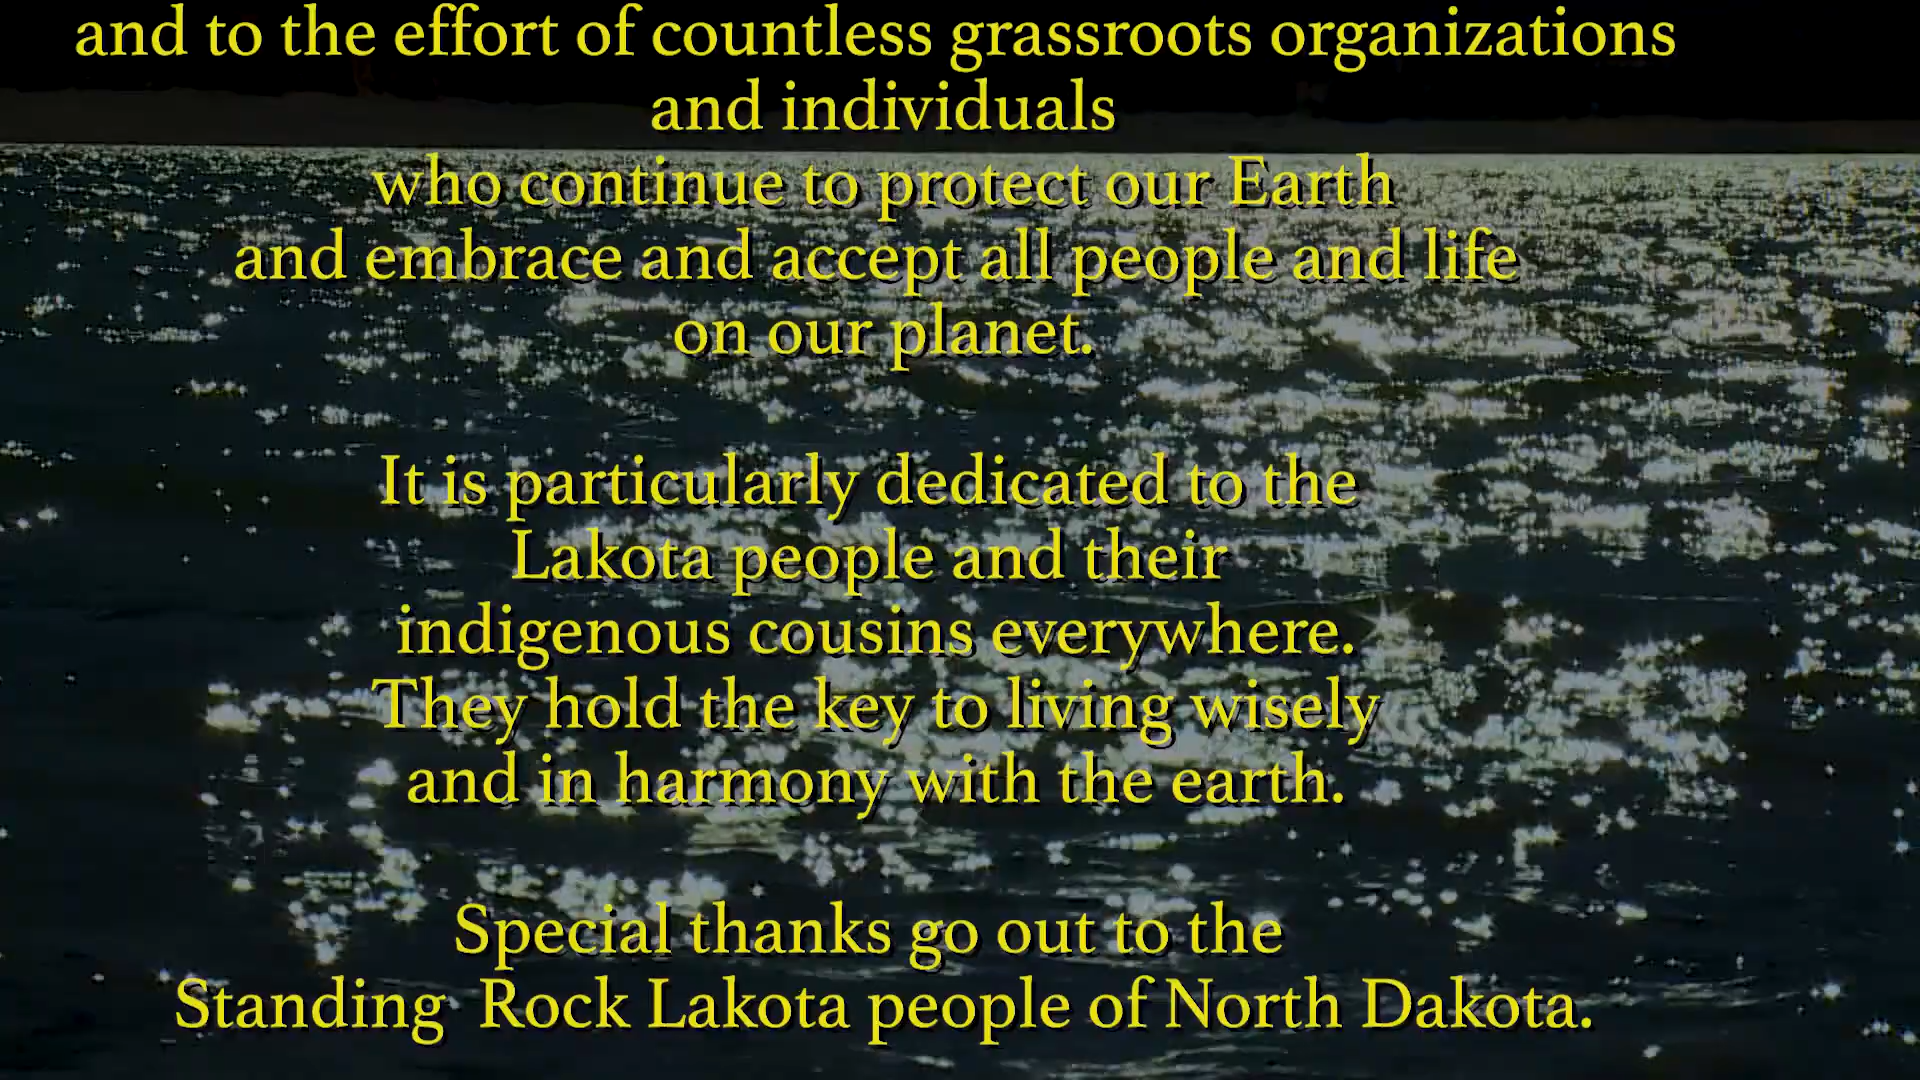 and to the effort of countless grassroots organizations
and individuals
who continue to protect our Earth
and embrace and accept all people and life
on our planet.
It is particularly dedicated to the
Lakota people and their
indigenous cousins everywhere.
They hold the key to living wisely
and in harmony with the earth.
Special thanks go out to the
Standing Rock Lakota people of North Dakota.